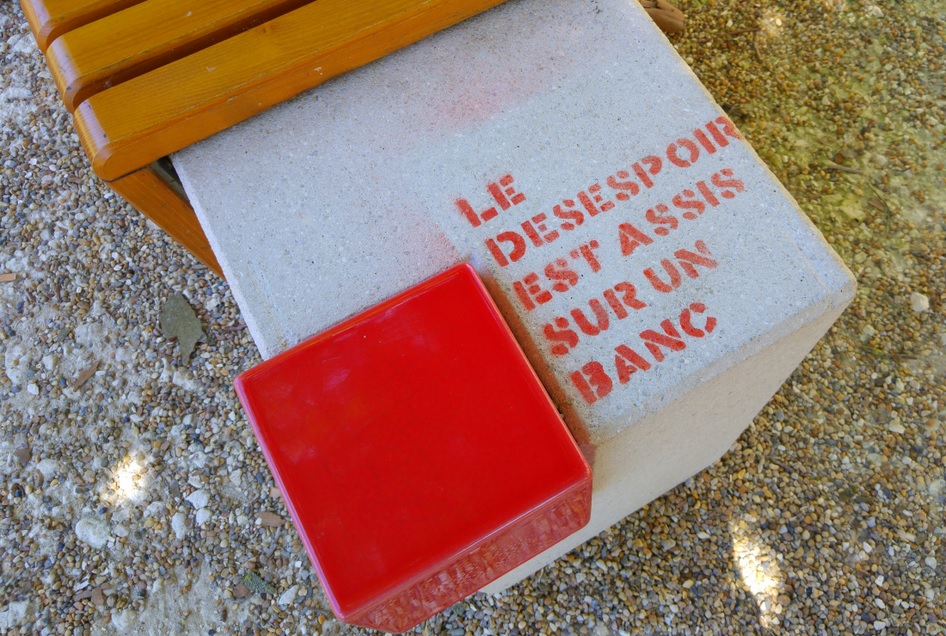 LE
DESESPOIR
EST ASSIS
SUR UN
BANC